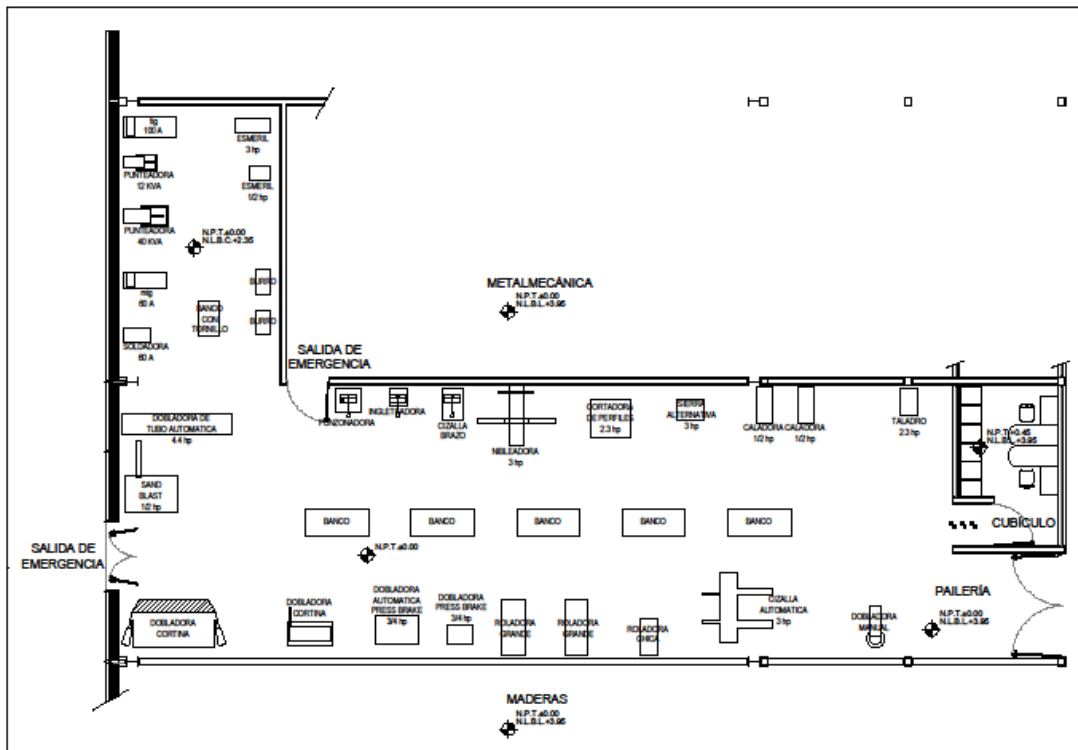 tig
100 A
ESMERIL
3 hp
PUNTEADORA
12 KVA
ESMERIL
1/2 hp
PUNTEADORA
40 KVA
N.P.T.±0.00
N.L.B.C.+2.35
mig
60 A
BURRO
BANCO
CON
TORNILLO
BURRO
SOLDADORA
60 A
METALMECÁNICA
N.P.T.±0.00
N.L.B.L.+3.95
SALIDA DE
EMERGENCIA
PUNZONADORA
INGLETEADORA
CIZALLA
BRAZO
NIBLEADORA
3 hp
CORTADORA
DE PERFILES
2.3 hp
SIERRA
ALTERNATIVA
3 hp
CALADORA
1/2 hp
CALADORA
1/2 hp
TALADRO
2.3 hp
N.P.T.+0.45
N.L.B.L.+3.95
DOBLADORA DE
TUBO AUTOMATICA
4.4 hp
SAND
BLAST
1/2 hp
BANCO
BANCO
BANCO
BANCO
BANCO
CUBÍCULO
SALIDA DE
EMERGENCIA
N.P.T.±0.00
DOBLADORA
CORTINA
DOBLADORA
CORTINA
DOBLADORA
AUTOMATICA
PRESS BRAKE
3/4 hp
DOBLADORA
PRESS BRAKE
3/4 hp
ROLADORA
GRANDE
ROLADORA
GRANDE
ROLADORA
CHICA
CIZALLA
AUTOMATICA
3 hp
DOBLADORA
MANUAL
PAILERÍA
N.P.T.±0.00
N.L.B.L.+3.95
MADERAS
N.P.T.±0.00
N.L.B.L.+3.95